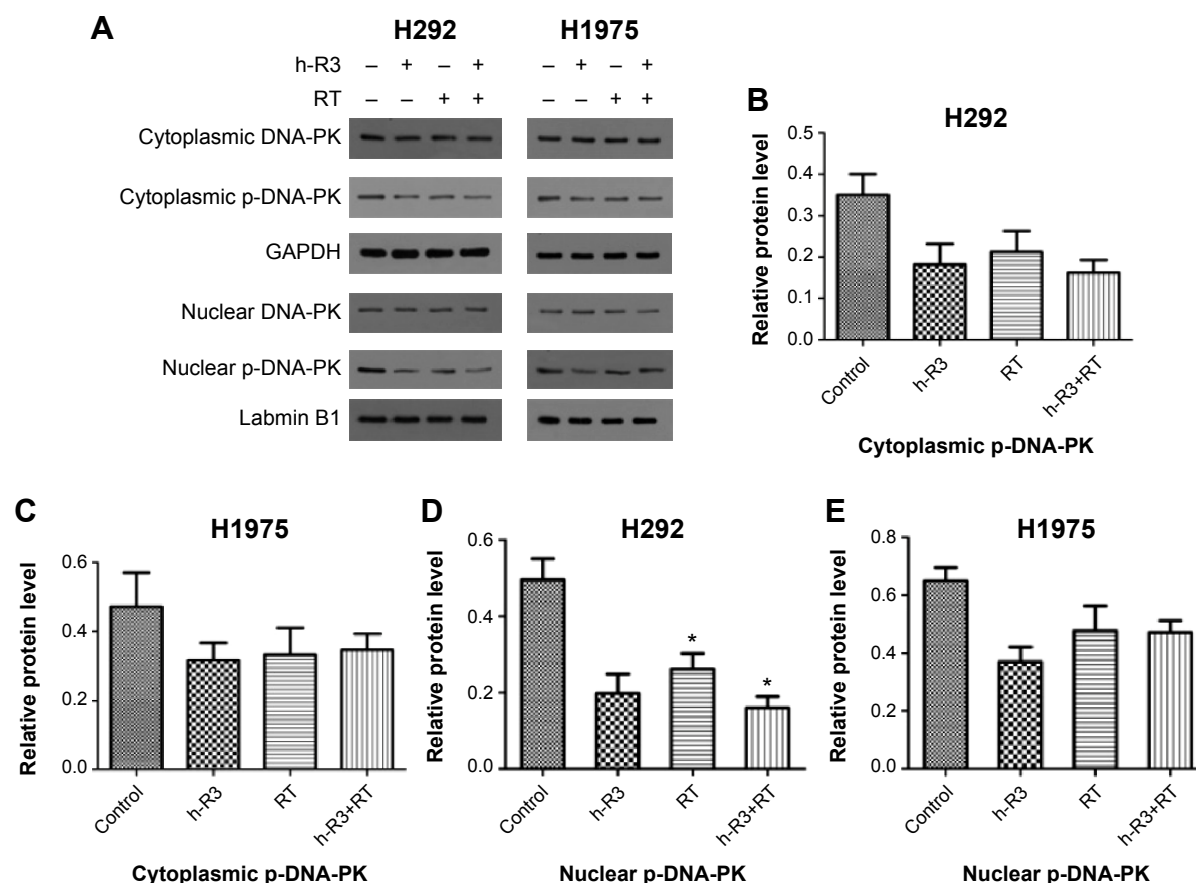 A
H292 H1975
h-R3 – + – + – + – +
RT – – + + – – + +
Cytoplasmic DNA-PK
Cytoplasmic p-DNA-PK
GAPDH
Nuclear DNA-PK
Nuclear p-DNA-PK
Labmin B1
B
H292
Relative protein level
0.5
0.4
0.3
0.2
0.1
0.0
Control h-R3 RT h-R3+RT
Cytoplasmic p-DNA-PK
C
H1975
Relative protein level
0.6
0.4
0.2
0.0
Control h-R3 RT h-R3+RT
Cytoplasmic p-DNA-PK
D
H292
Relative protein level
0.6
0.4
0.2
0.0
* *
Control h-R3 RT h-R3+RT
Nuclear p-DNA-PK
E
H1975
Relative protein level
0.8
0.6
0.4
0.2
0.0
Control h-R3 RT h-R3+RT
Nuclear p-DNA-PK